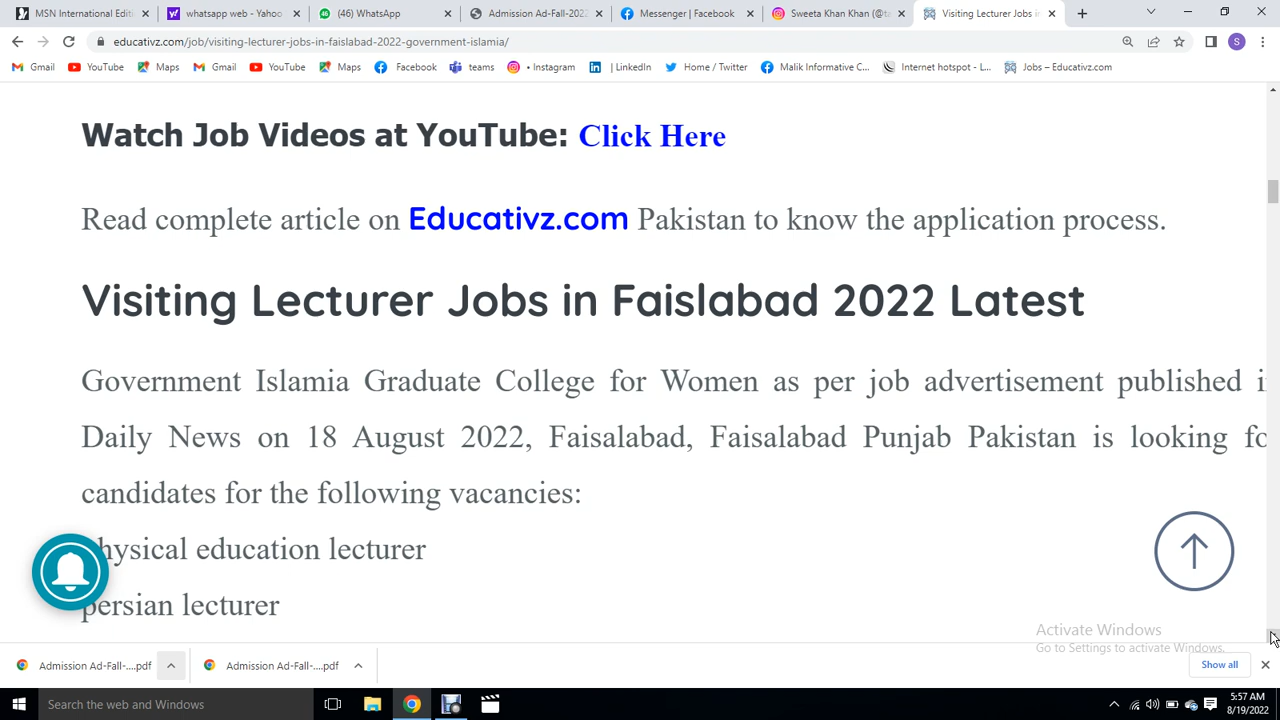 MSN International Editi
whatsapp web - Yahoo
(46) WhatsApp
Admission Ad-Fall-2022
Messenger | Facebook
Sweeta Khan Khan (@ta
Visiting Lecturer Jobs in
educativz.com/job/visiting-lecturer-jobs-in-faislabad-2022-government-islamia/
S
Gmail
YouTube
Maps
Gmail
YouTube
Maps
Facebook
teams
• Instagram
| LinkedIn
Home / Twitter
Malik Informative C...
Internet hotspot - L...
Jobs – Educativz.com
Watch Job Videos at YouTube: Click Here
Read complete article on Educativz.com Pakistan to know the application process.
Visiting Lecturer Jobs in Faislabad 2022 Latest
Government Islamia Graduate College for Women as per job advertisement published i
Daily News on 18 August 2022, Faisalabad, Faisalabad Punjab Pakistan is looking fo
candidates for the following vacancies:
hysical education lecturer
persian lecturer
Activate Windows
Go to Settings to activate Windows.
Admission Ad-Fall-....pdf
Admission Ad-Fall-....pdf
Show all
Search the web and Windows
5:57 AM
8/19/2022